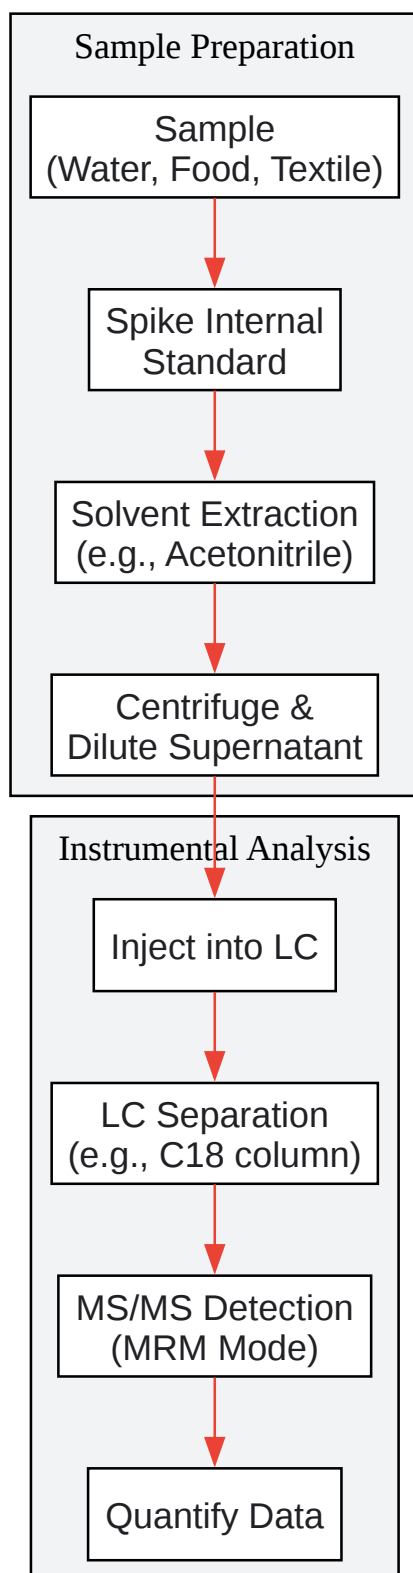 Sample Preparation
Sample
(Water, Food, Textile)
Spike Internal
Standard
Solvent Extraction
(e.g., Acetonitrile)
Centrifuge &
Dilute Supernatant
Instrumental Analysis
Inject into LC
LC Separation
(e.g., C18 column)
MS/MS Detection
(MRM Mode)
Quantify Data